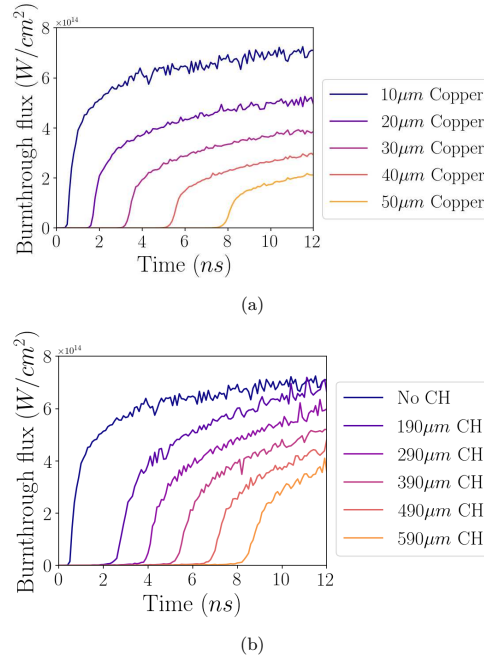 ×10¹⁴
Burnthrough flux (W/cm²)
8
6
4
2
0
0 2 4 6 8 10 12
Time (ns)
10μm Copper
20μm Copper
30μm Copper
40μm Copper
50μm Copper
(a)
×10¹⁴
Burnthrough flux (W/cm²)
8
6
4
2
0
0 2 4 6 8 10 12
Time (ns)
No CH
190μm CH
290μm CH
390μm CH
490μm CH
590μm CH
(b)